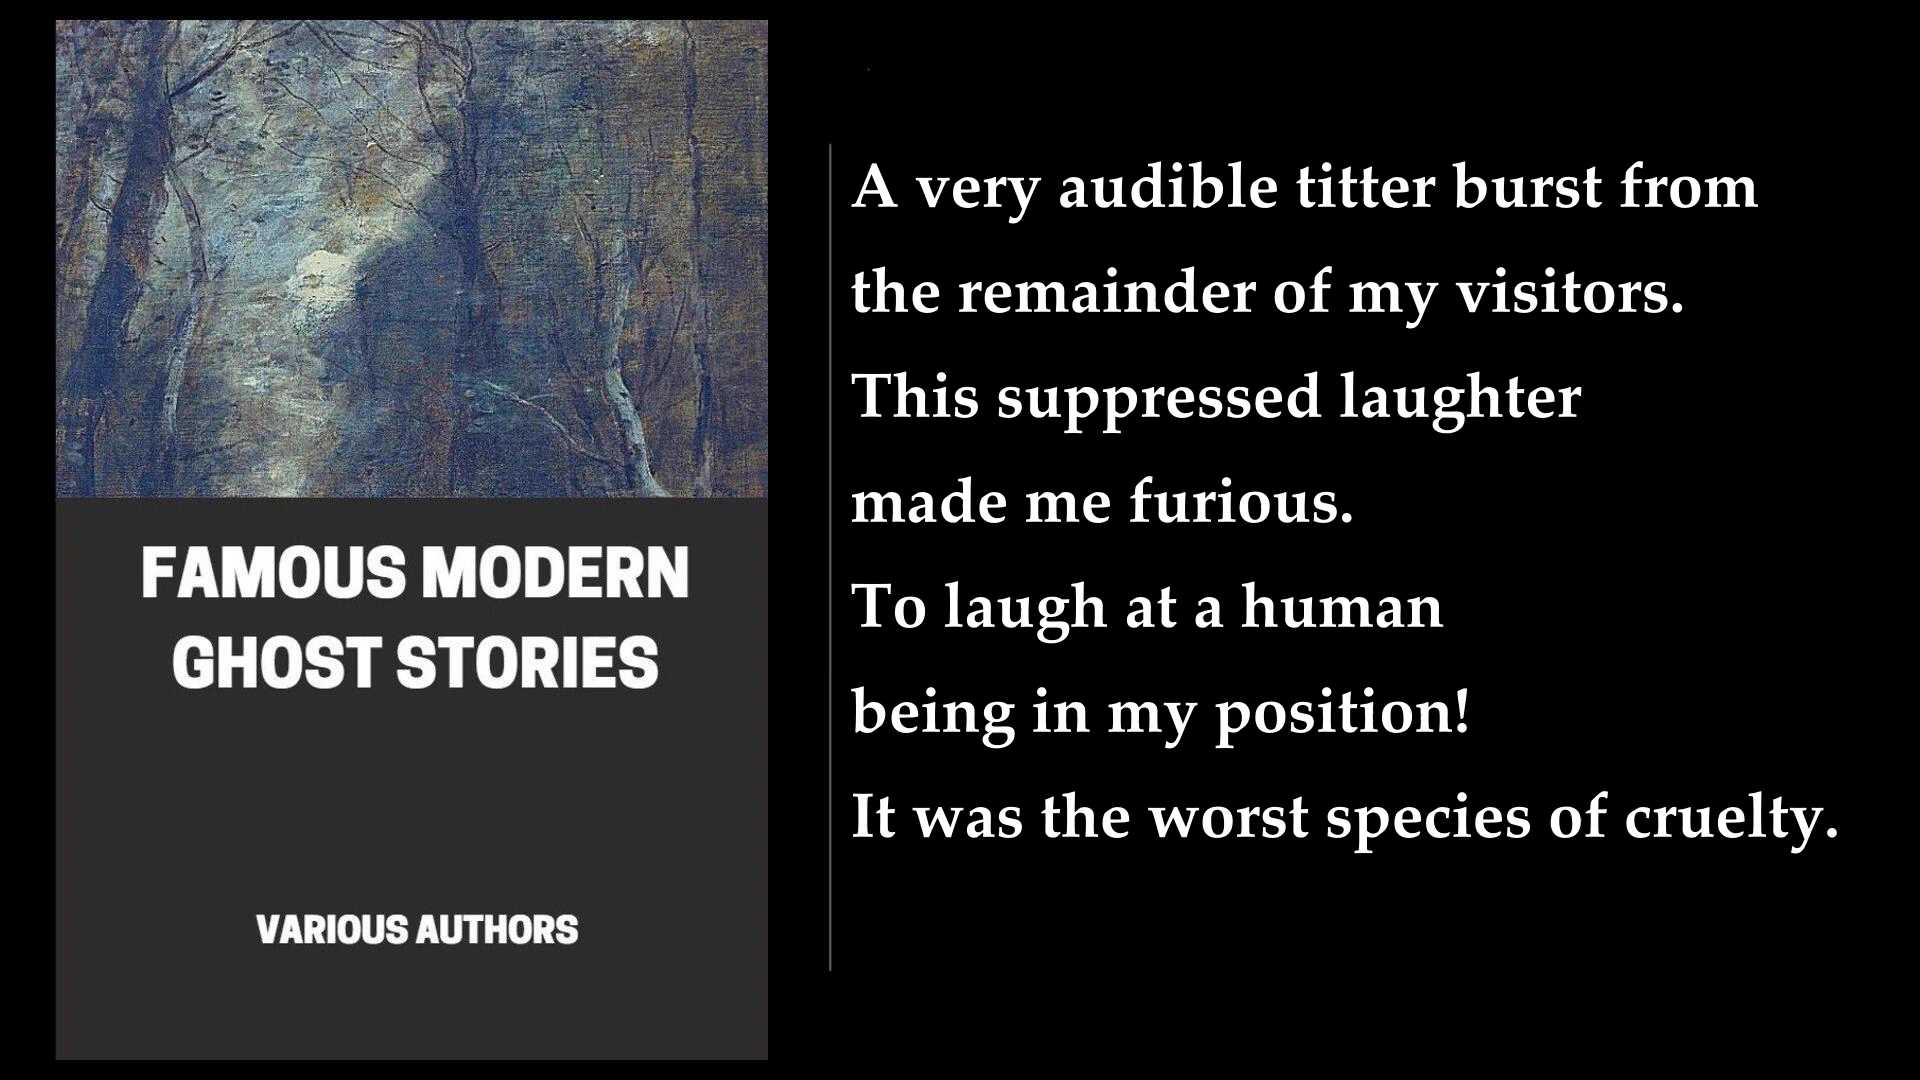 FAMOUS MODERN
GHOST STORIES
VARIOUS AUTHORS
A very audible titter burst from
the remainder of my visitors.
This suppressed laughter
made me furious.
To laugh at a human
being in my position!
It was the worst species of cruelty.